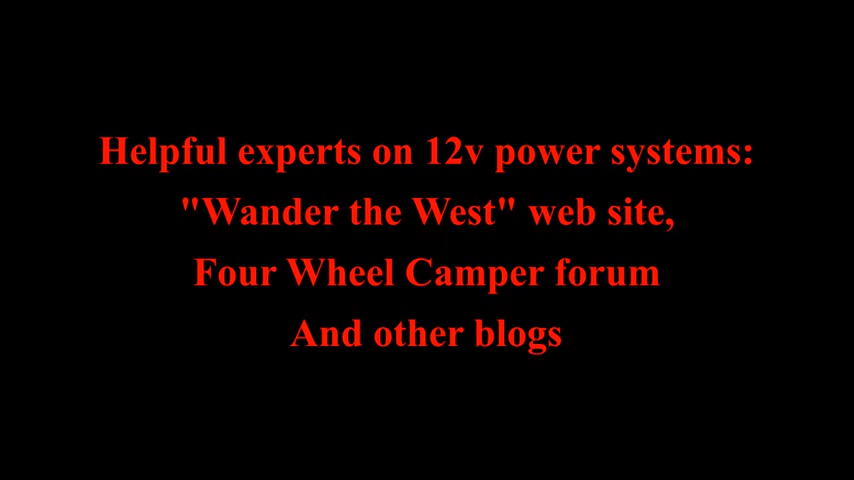 Helpful experts on 12v power systems:
"Wander the West" web site,
Four Wheel Camper forum
And other blogs